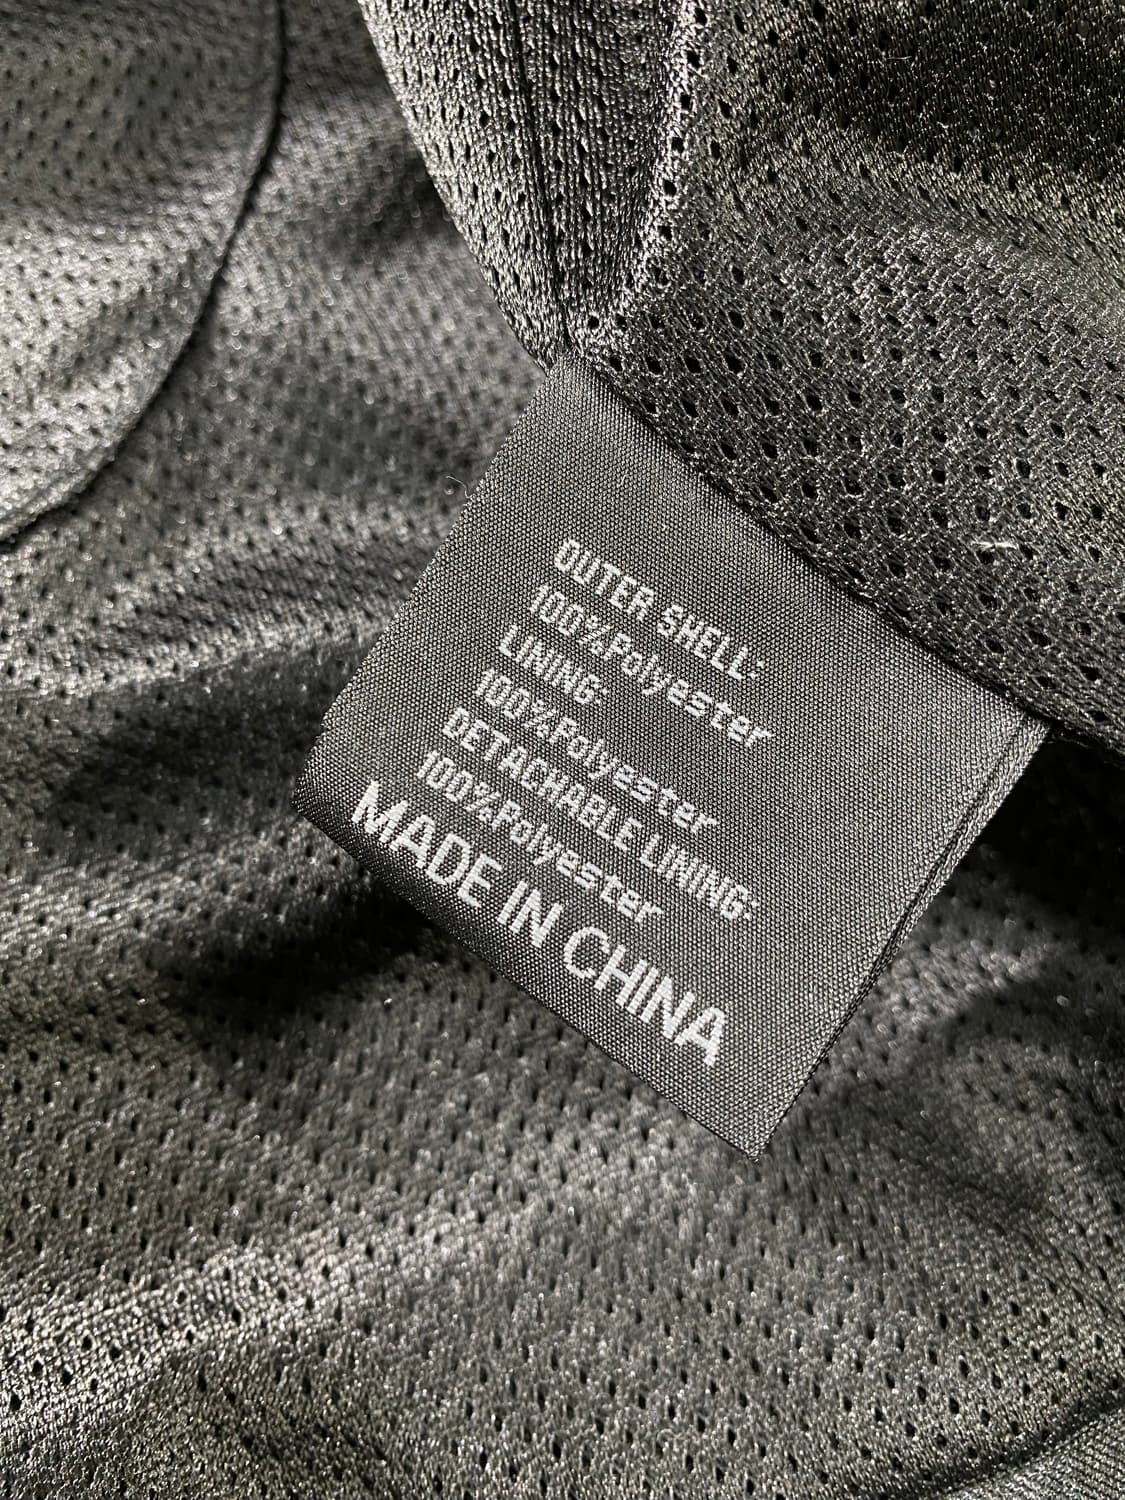 OUTER SHELL:
100%Polyester
LINING:
100%Polyester
DETACHABLE LINING:
100%Polyester
MADE IN CHINA